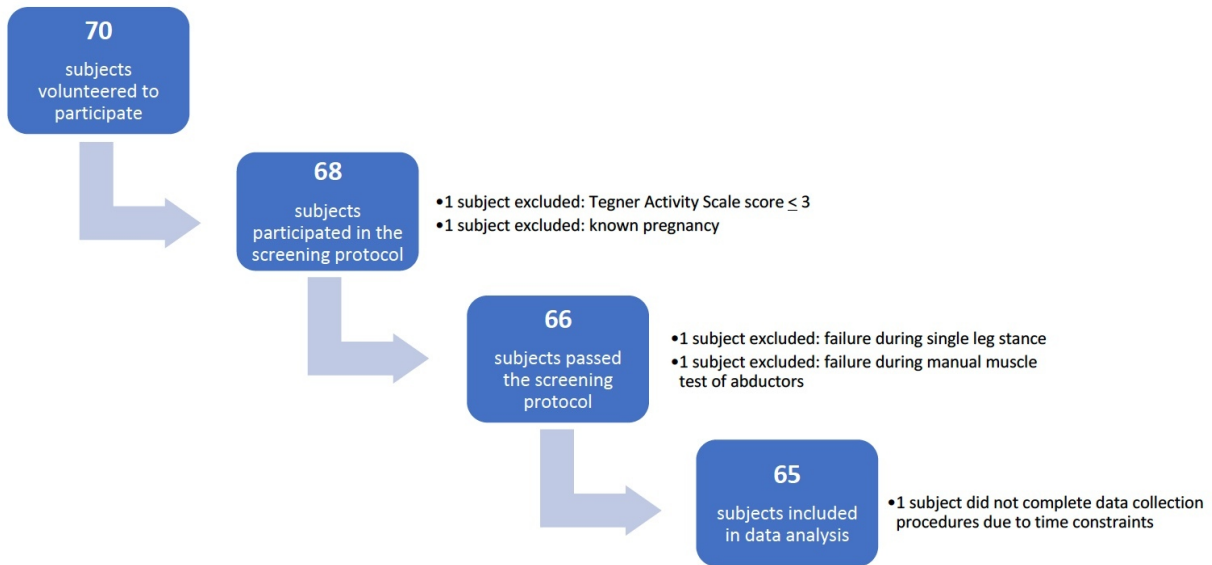 70
subjects
volunteered to
participate
68
subjects
participated in the
screening protocol
•1 subject excluded: Tegner Activity Scale score ≤ 3
•1 subject excluded: known pregnancy
66
subjects passed
the screening
protocol
•1 subject excluded: failure during single leg stance
•1 subject excluded: failure during manual muscle
test of abductors
65
subjects included
in data analysis
•1 subject did not complete data collection
procedures due to time constraints